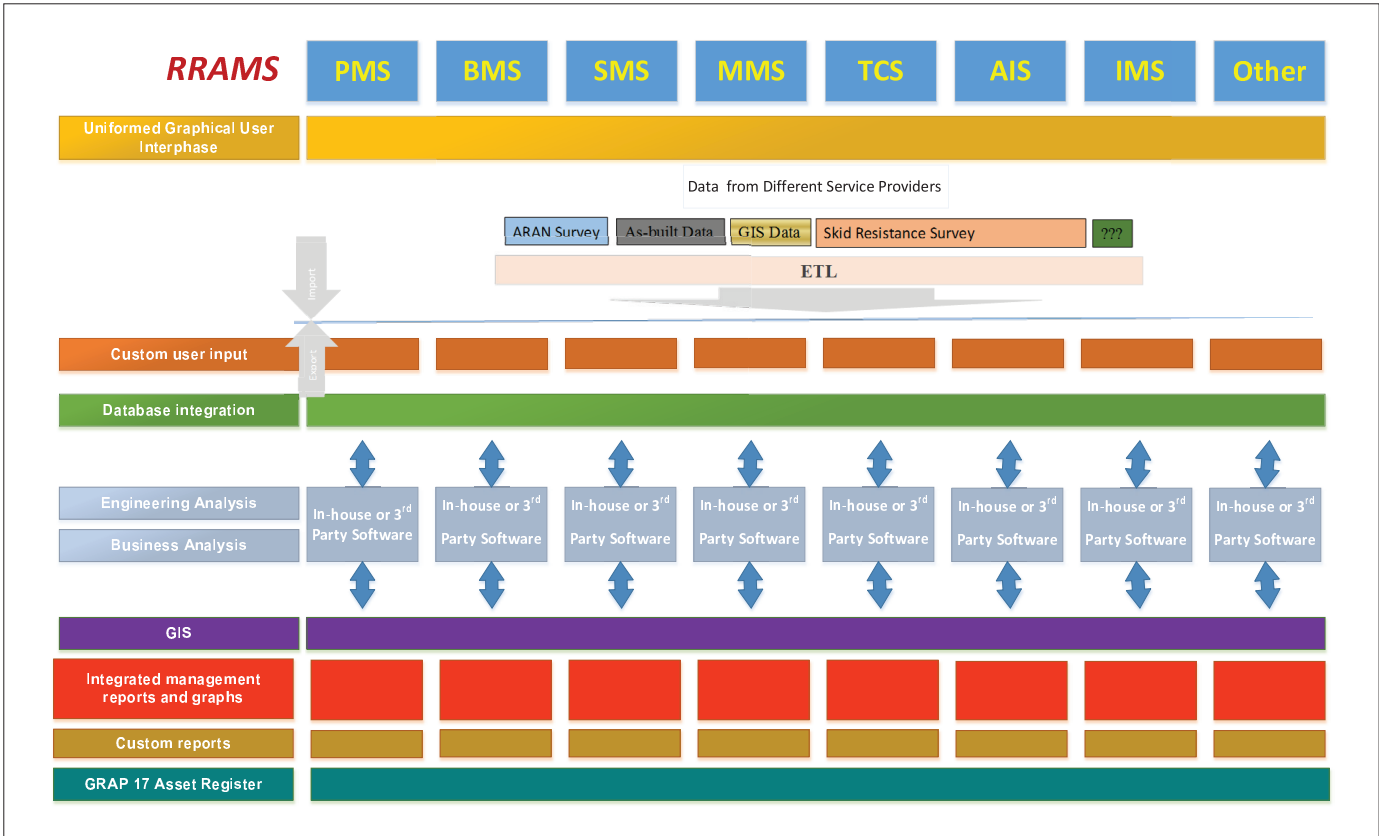 RRAMS PMS BMS SMS MMS TCS AIS IMS Other
Uniformed Graphical User
Interphase
Data from Different Service Providers
ARAN Survey As-built Data GIS Data Skid Resistance Survey ???
ETL
Import
Custom user input
Export
Database integration
Engineering Analysis
Business Analysis
In-house or 3rd
Party Software
In-house or 3rd
Party Software
In-house or 3rd
Party Software
In-house or 3rd
Party Software
In-house or 3rd
Party Software
In-house or 3rd
Party Software
In-house or 3rd
Party Software
In-house or 3rd
Party Software
GIS
Integrated management
reports and graphs
Custom reports
GRAP 17 Asset Register